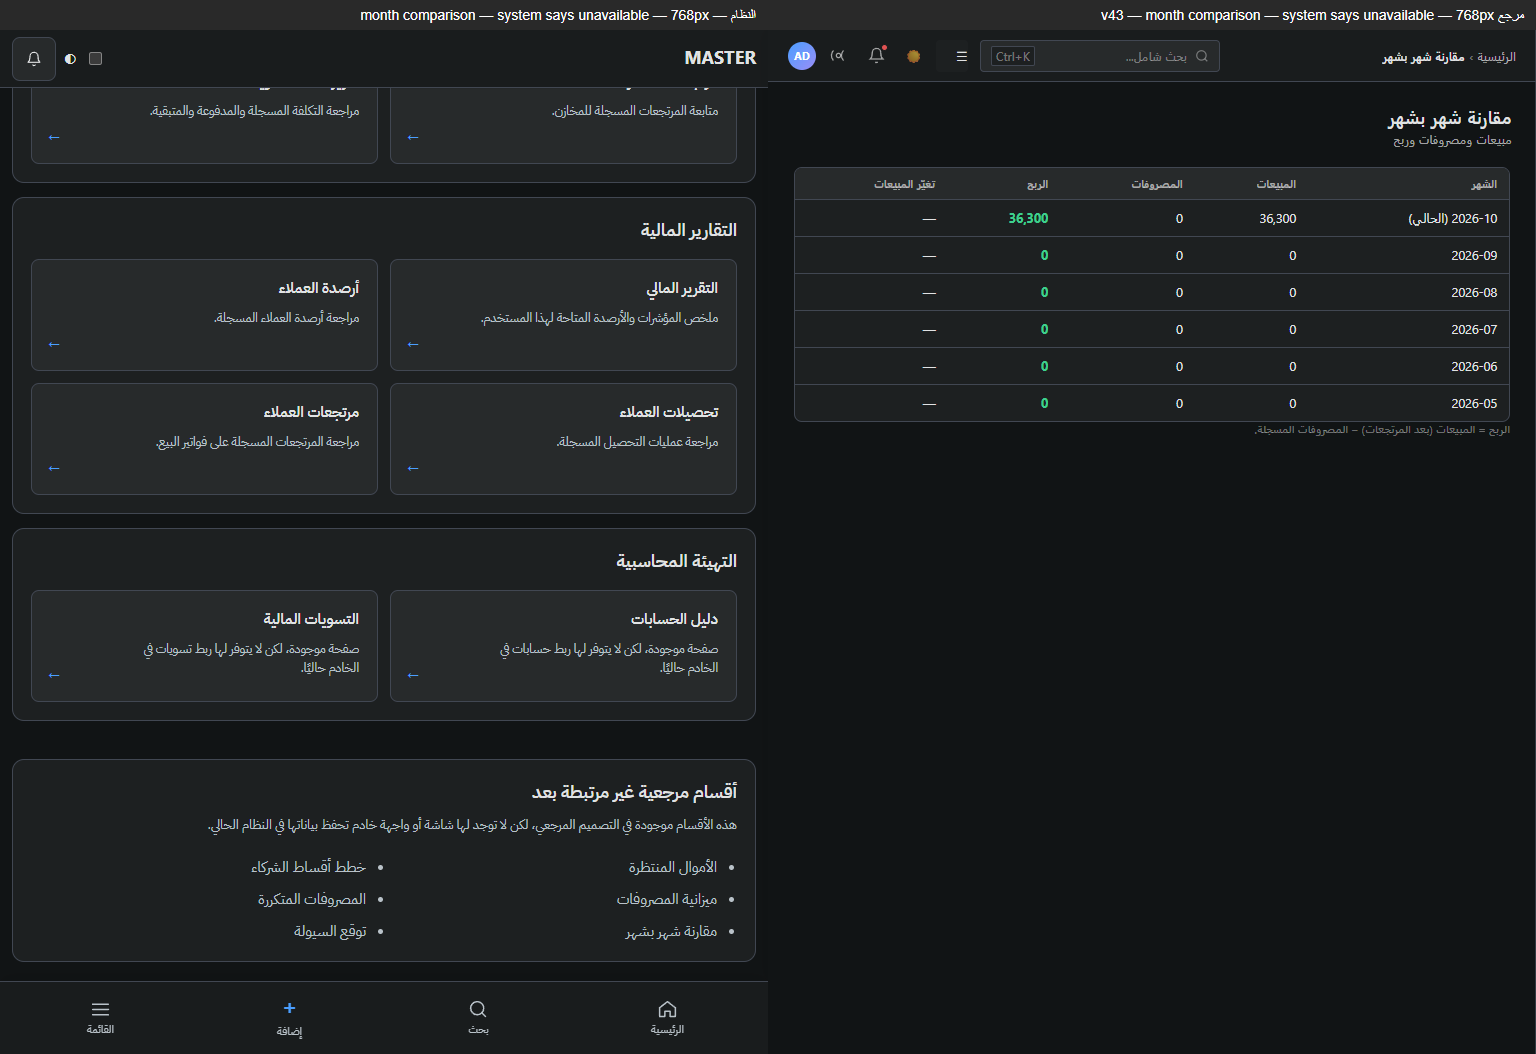 مرجع v43 — month comparison — system says unavailable — 768px
الرئيسية › مقارنة شهر بشهر
بحث شامل... Ctrl+K
AD
مقارنة شهر بشهر
مبيعات ومصروفات وربح
الشهر المبيعات المصروفات الربح تغيّر المبيعات
2026-10 (الحالي) 36,300 0 36,300 —
2026-09 0 0 0 —
2026-08 0 0 0 —
2026-07 0 0 0 —
2026-06 0 0 0 —
2026-05 0 0 0 —
الربح = المبيعات (بعد المرتجعات) − المصروفات المسجلة.
النظام — month comparison — system says unavailable — 768px
MASTER
متابعة المرتجعات المسجلة للمخازن.
←
مراجعة التكلفة المسجلة والمدفوعة والمتبقية.
←
التقارير المالية
التقرير المالي
ملخص المؤشرات والأرصدة المتاحة لهذا المستخدم.
←
أرصدة العملاء
مراجعة أرصدة العملاء المسجلة.
←
تحصيلات العملاء
مراجعة عمليات التحصيل المسجلة.
←
مرتجعات العملاء
مراجعة المرتجعات المسجلة على فواتير البيع.
←
التهيئة المحاسبية
دليل الحسابات
صفحة موجودة، لكن لا يتوفر لها ربط حسابات في
الخادم حاليًا.
←
التسويات المالية
صفحة موجودة، لكن لا يتوفر لها ربط تسويات في
الخادم حاليًا.
←
أقسام مرجعية غير مرتبطة بعد
هذه الأقسام موجودة في التصميم المرجعي، لكن لا توجد لها شاشة أو واجهة خادم تحفظ بياناتها في النظام الحالي.
• الأموال المنتظرة
• خطط أقساط الشركاء
• ميزانية المصروفات
• المصروفات المتكررة
• مقارنة شهر بشهر
• توقع السيولة
الرئيسية
بحث
إضافة
القائمة